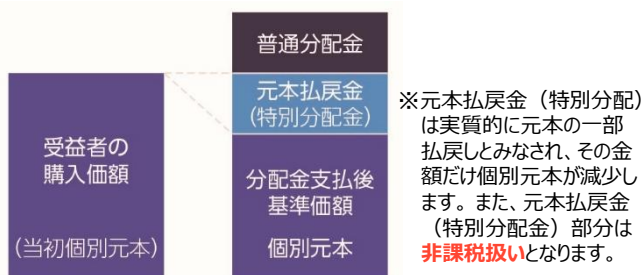 普通分配金
元本払戻金
(特別分配金)
受益者の
購入価額
(当初個別元本)
分配金支払後
基準価額
個別元本
※元本払戻金（特別分配）
は実質的に元本の一部
払戻しとみなされ、その金
額だけ個別元本が減少し
ます。また、元本払戻金
（特別分配金）部分は
非課税扱いとなります。